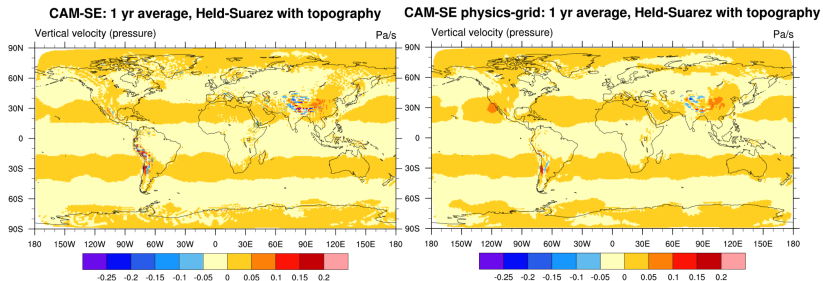 CAM-SE: 1 yr average, Held-Suarez with topography
Vertical velocity (pressure) Pa/s
90N
60N
30N
0
30S
60S
90S
180 150W 120W 90W 60W 30W 0 30E 60E 90E 120E 150E 180
-0.25 -0.2 -0.15 -0.1 -0.05 0 0.05 0.1 0.15 0.2
CAM-SE physics-grid: 1 yr average, Held-Suarez with topography
Vertical velocity (pressure) Pa/s
90N
60N
30N
0
30S
60S
90S
180 150W 120W 90W 60W 30W 0 30E 60E 90E 120E 150E 180
-0.25 -0.2 -0.15 -0.1 -0.05 0 0.05 0.1 0.15 0.2